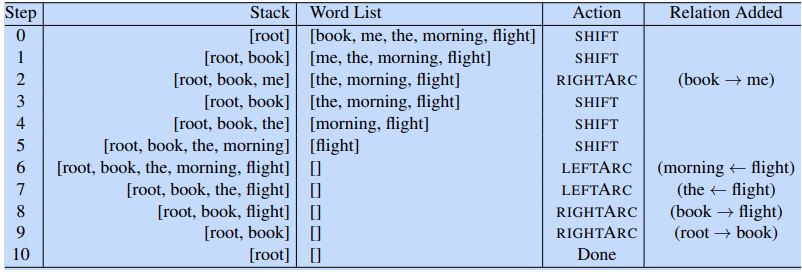 Step Stack Word List Action Relation Added
0 [root] [book, me, the, morning, flight] SHIFT
1 [root, book] [me, the, morning, flight] SHIFT
2 [root, book, me] [the, morning, flight] RIGHTARC (book → me)
3 [root, book] [the, morning, flight] SHIFT
4 [root, book, the] [morning, flight] SHIFT
5 [root, book, the, morning] [flight] SHIFT
6 [root, book, the, morning, flight] [] LEFTARC (morning ← flight)
7 [root, book, the, flight] [] LEFTARC (the ← flight)
8 [root, book, flight] [] RIGHTARC (book → flight)
9 [root, book] [] RIGHTARC (root → book)
10 [root] [] Done